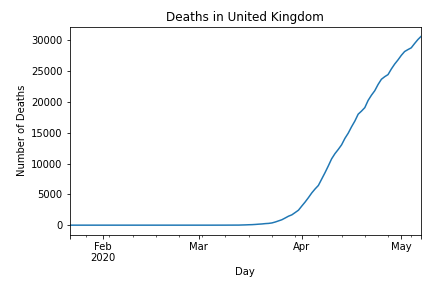 Deaths in United Kingdom
Number of Deaths
30000
25000
20000
15000
10000
5000
0
Feb
2020
Mar
Apr
May
Day